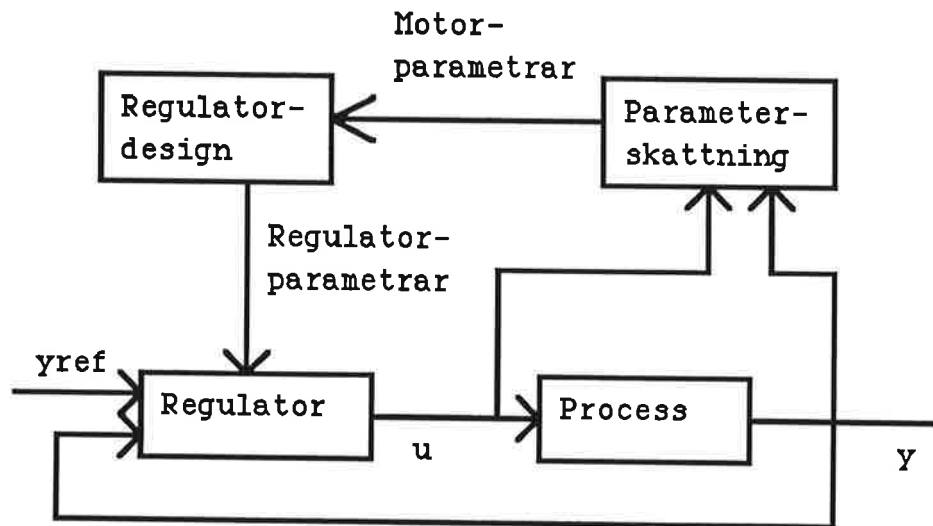 Motor-
parametrar
Regulator-
design
Parameter-
skattning
Regulator-
parametrar
yref
Regulator
u
Process
y